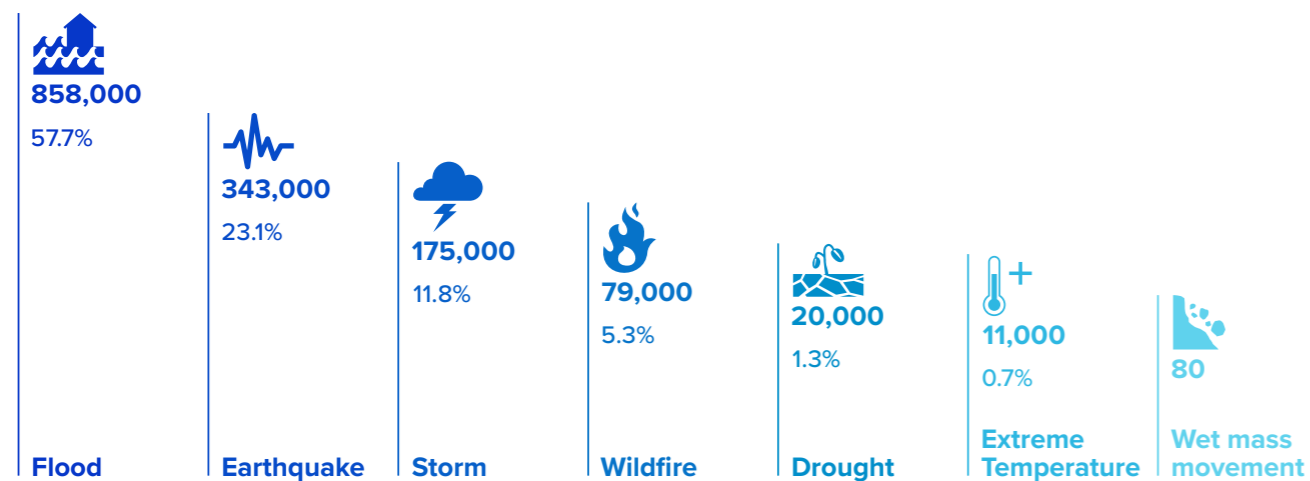 858,000
57.7%
Flood
343,000
23.1%
Earthquake
175,000
11.8%
Storm
79,000
5.3%
Wildfire
20,000
1.3%
Drought
+
11,000
0.7%
Extreme
Temperature
80
Wet mass
movement